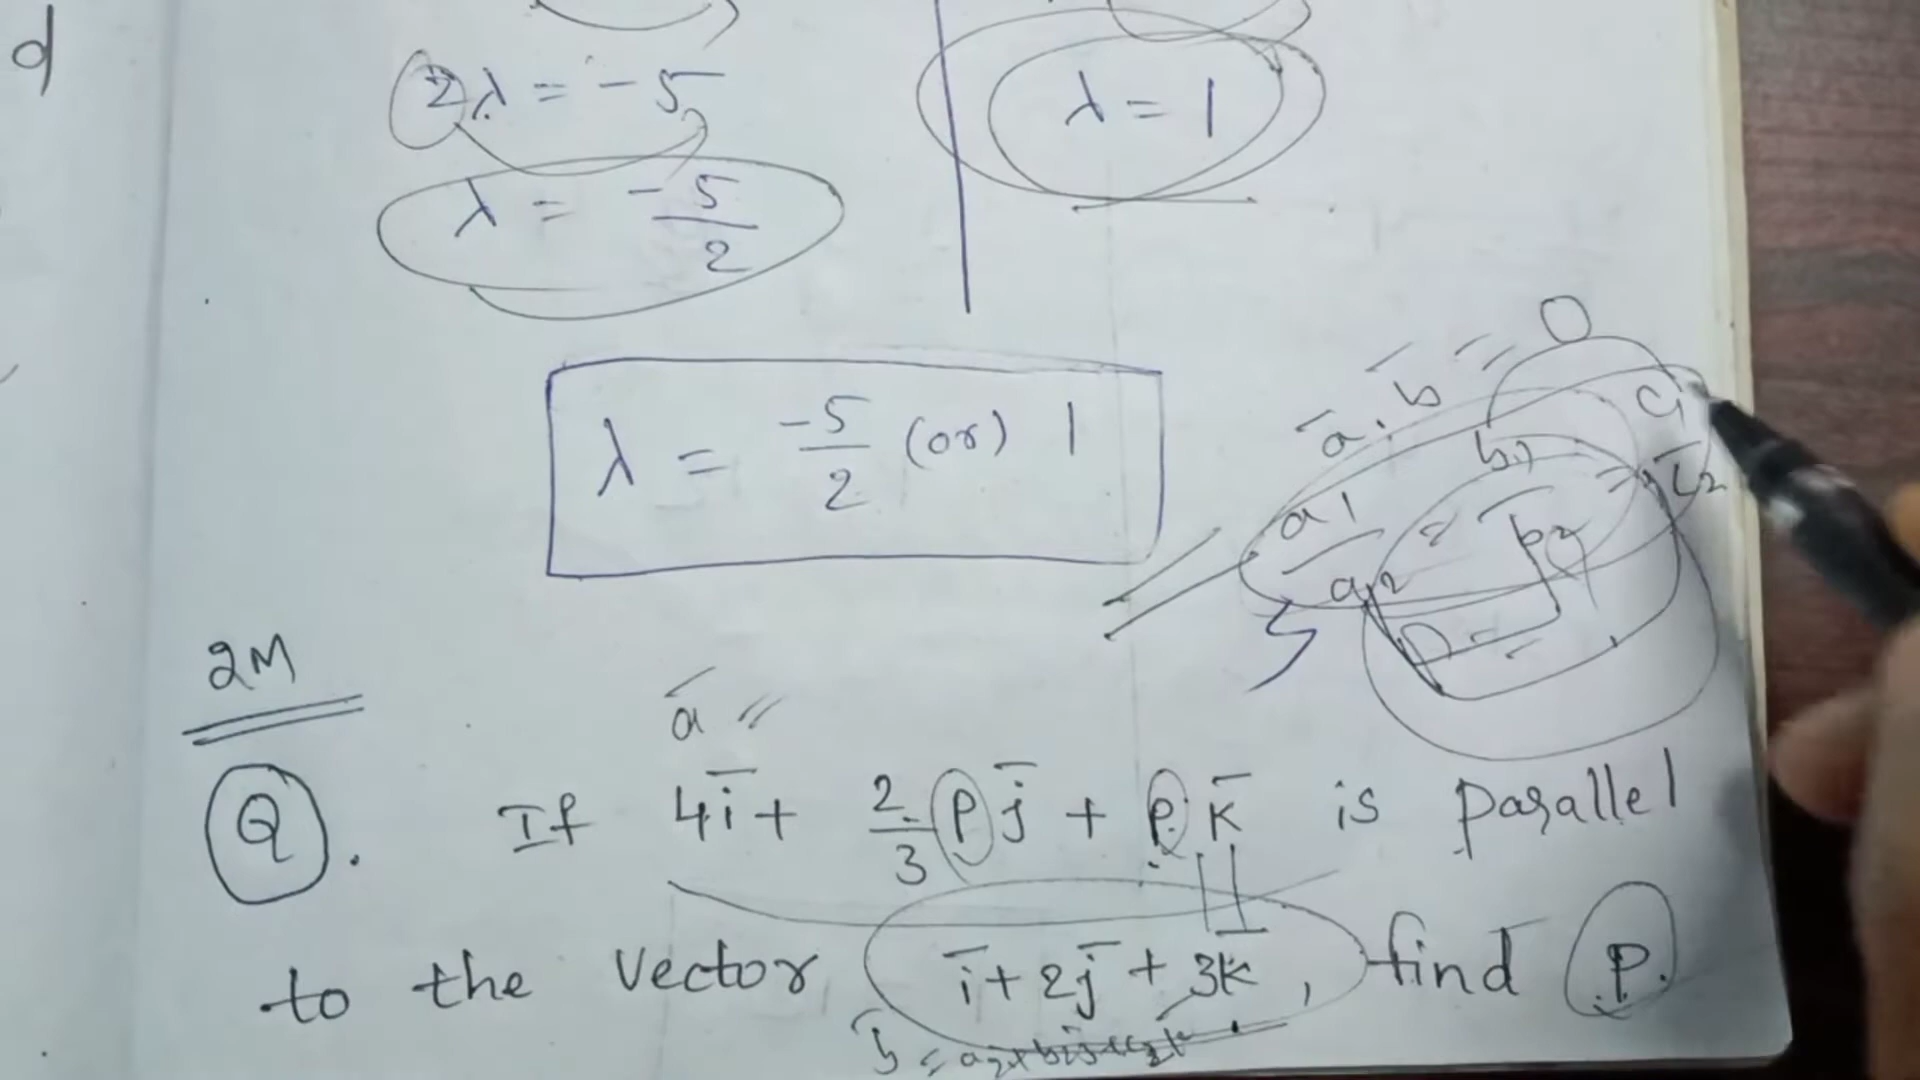 d
2λ = -5
λ = 1
λ = -5/2
λ = -5/2 (or) 1
a̅ . b̅ = 0
a1/a2 = b1/b2 = c1/c2
2M
a̅ =
Q. If 4i̅ + 2/3 p j̅ + p k̅ is parallel
to the vector i̅ + 2j̅ + 3k̅, find p.
b̅ =